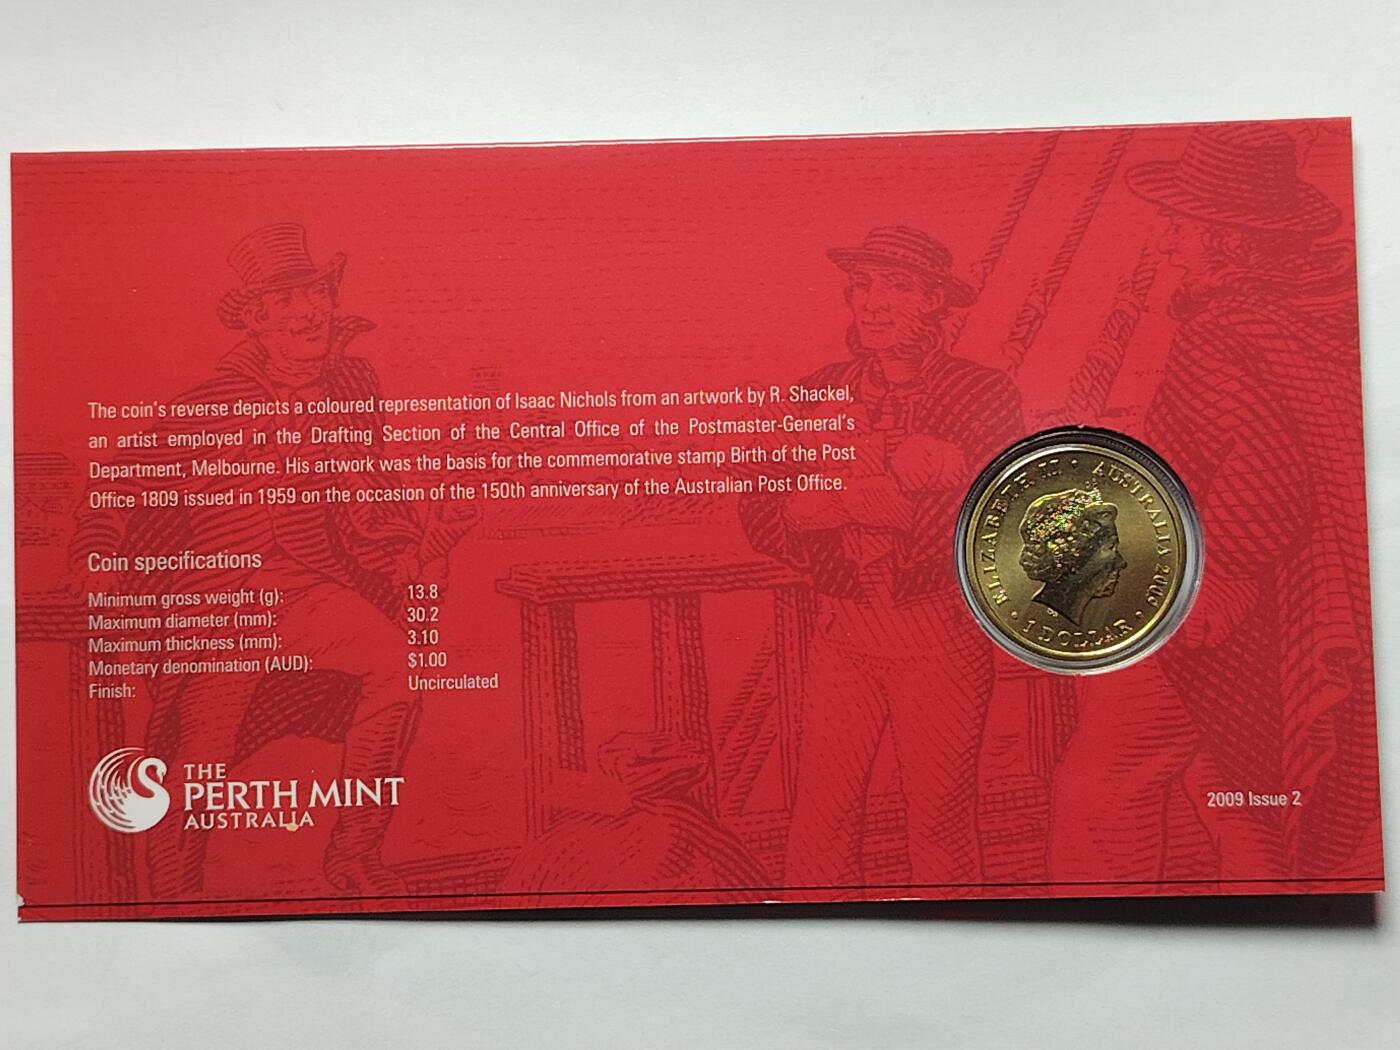 The coin's reverse depicts a coloured representation of Isaac Nichols from an artwork by R. Shackel,
an artist employed in the Drafting Section of the Central Office of the Postmaster-General's
Department, Melbourne. His artwork was the basis for the commemorative stamp Birth of the Post
Office 1809 issued in 1959 on the occasion of the 150th anniversary of the Australian Post Office.
Coin specifications
Minimum gross weight (g): 13.8
Maximum diameter (mm): 30.2
Maximum thickness (mm): 3.10
Monetary denomination (AUD): $1.00
Finish: Uncirculated
ELIZABETH II • AUSTRALIA 2009
• 1 DOLLAR •
THE
PERTH MINT
AUSTRALIA
2009 Issue 2